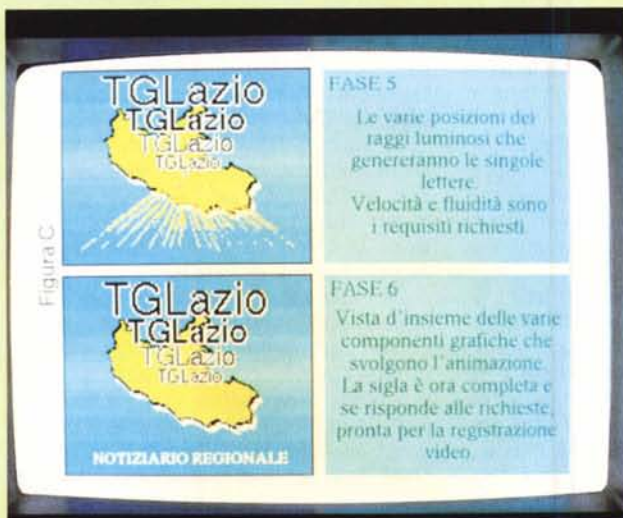 Figura C
TGLazio
TGLazio
TGLazio
TGLazio
FASE 5
Le varie posizioni dei
raggi luminosi che
genereranno le singole
lettere.
Velocità e fluidità sono
i requisiti richiesti
TGLazio
TGLazio
TGLazio
TGLazio
NOTIZIARIO REGIONALE
FASE 6
Vista d'insieme delle varie
componenti grafiche che
svolgono l'animazione.
La sigla è ora completa e
se risponde alle richieste,
pronta per la registrazione
video.